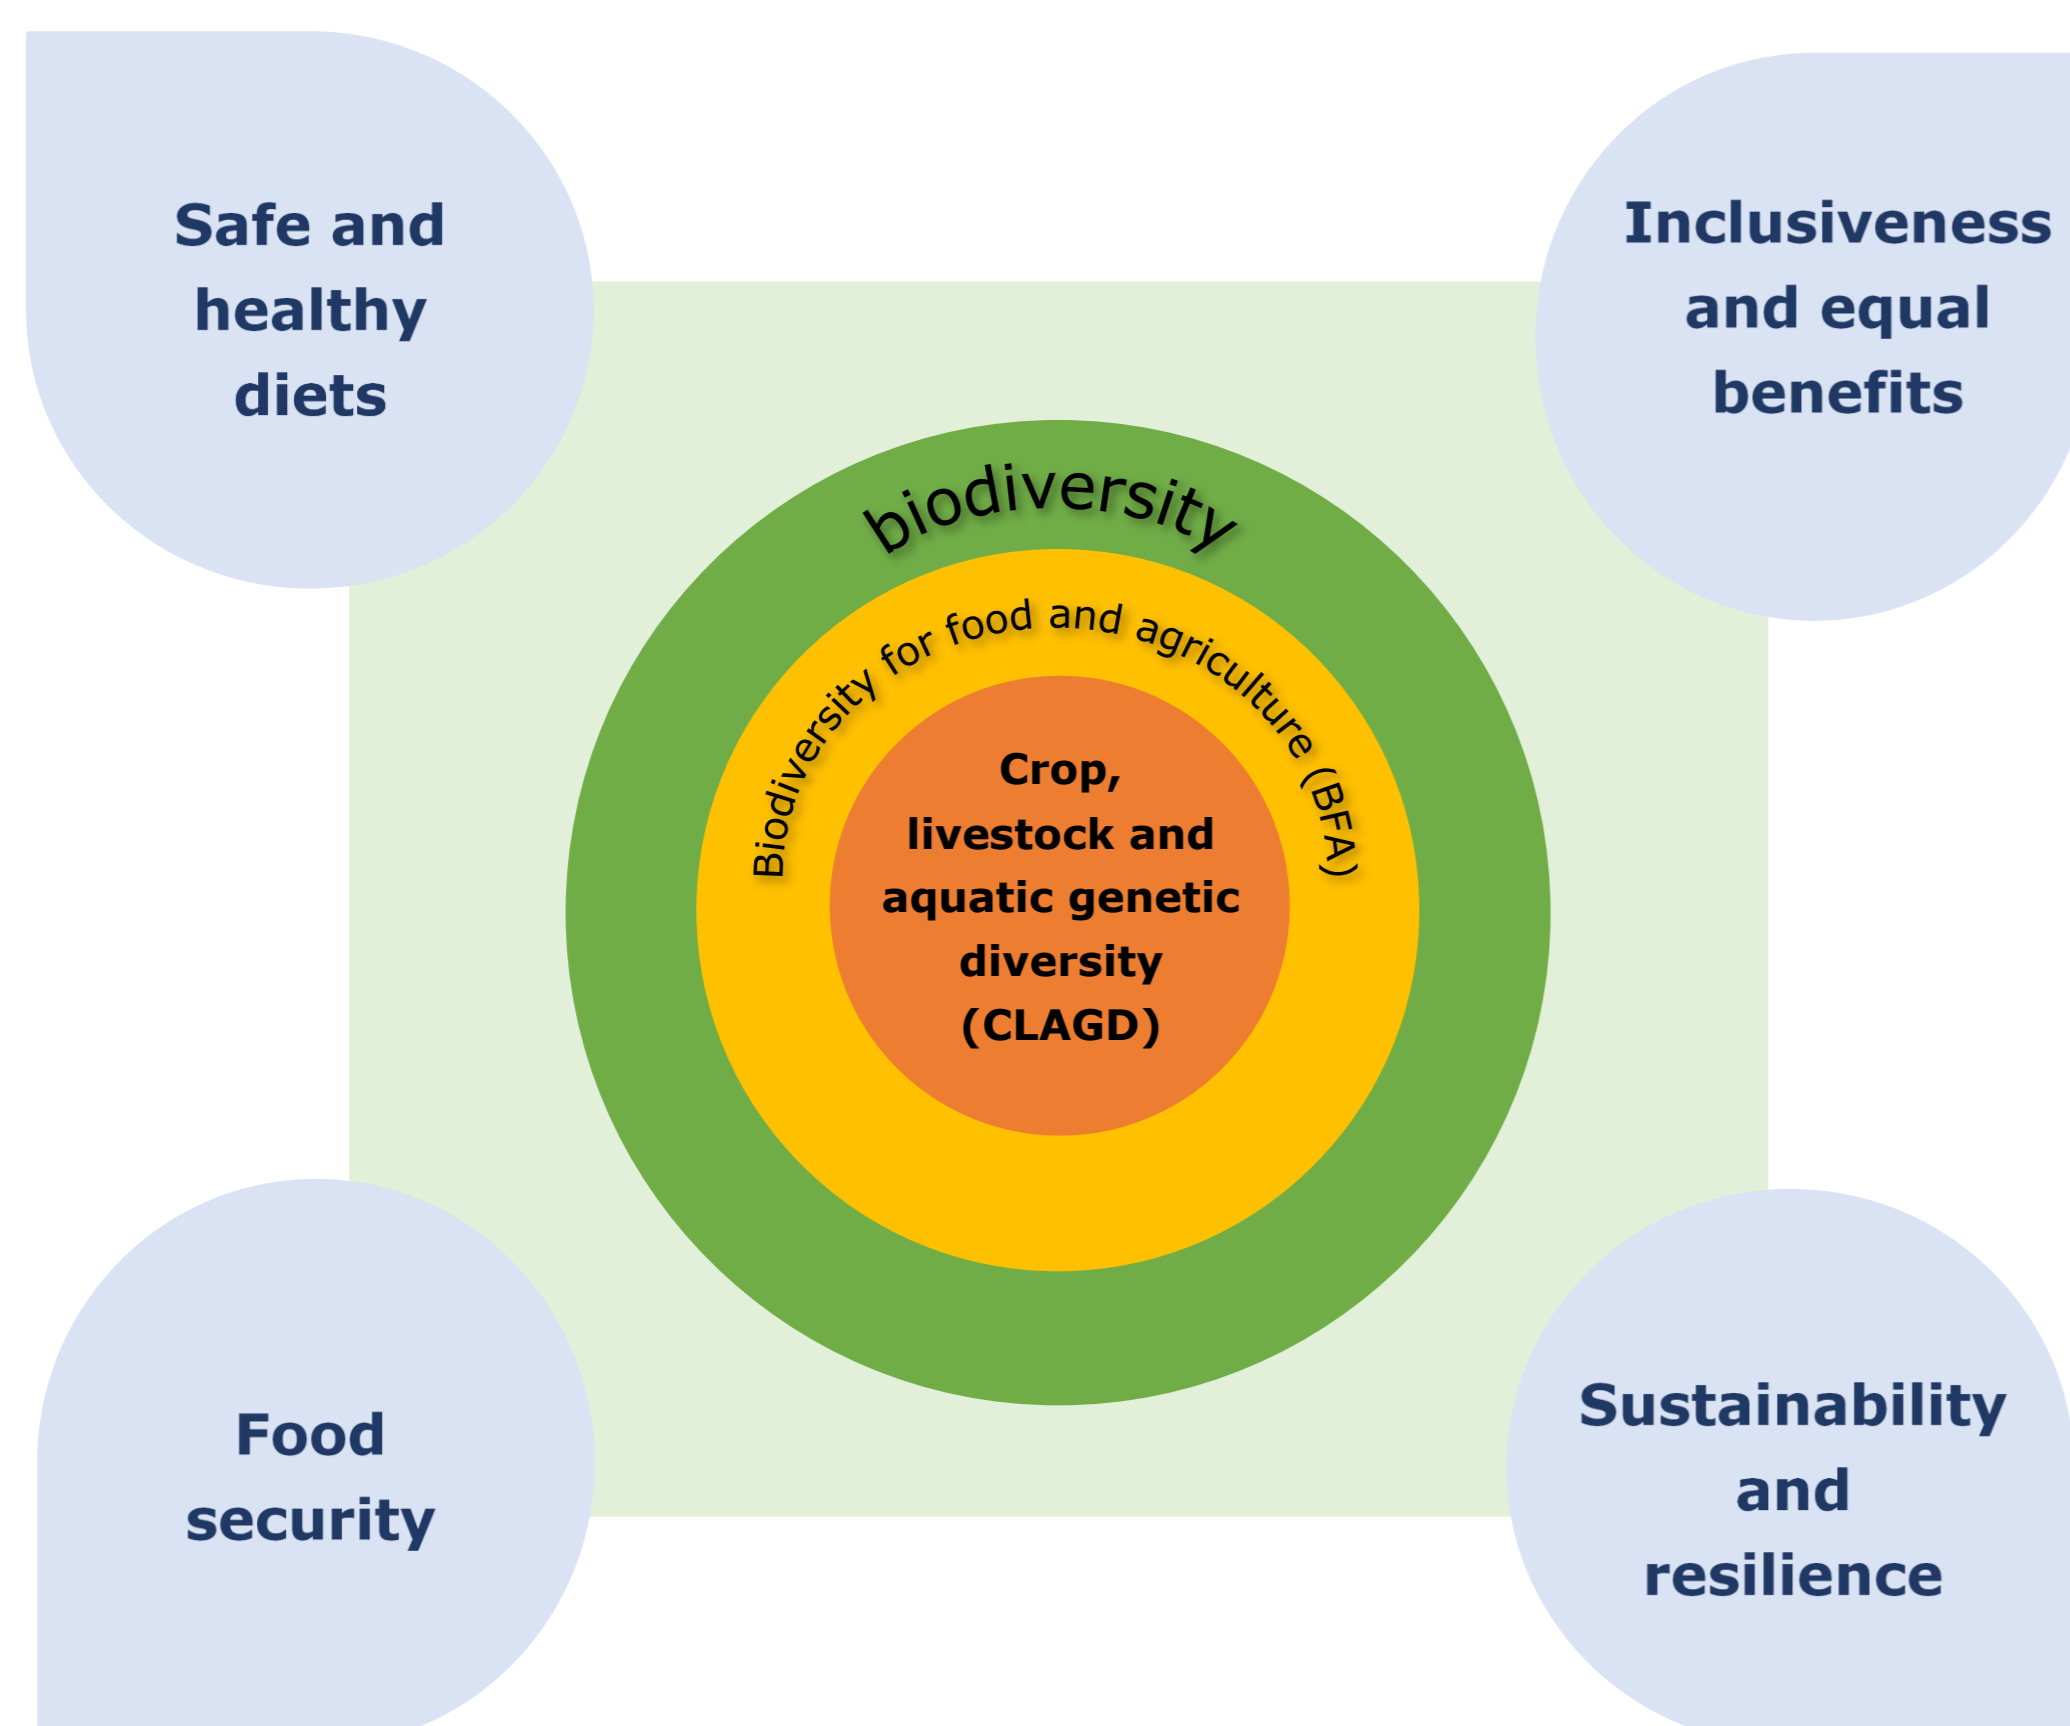 Safe and
healthy
diets
Inclusiveness
and equal
benefits
biodiversity
Biodiversity for food and agriculture (BFA)
Crop,
livestock and
aquatic genetic
diversity
(CLAGD)
Food
security
Sustainability
and
resilience